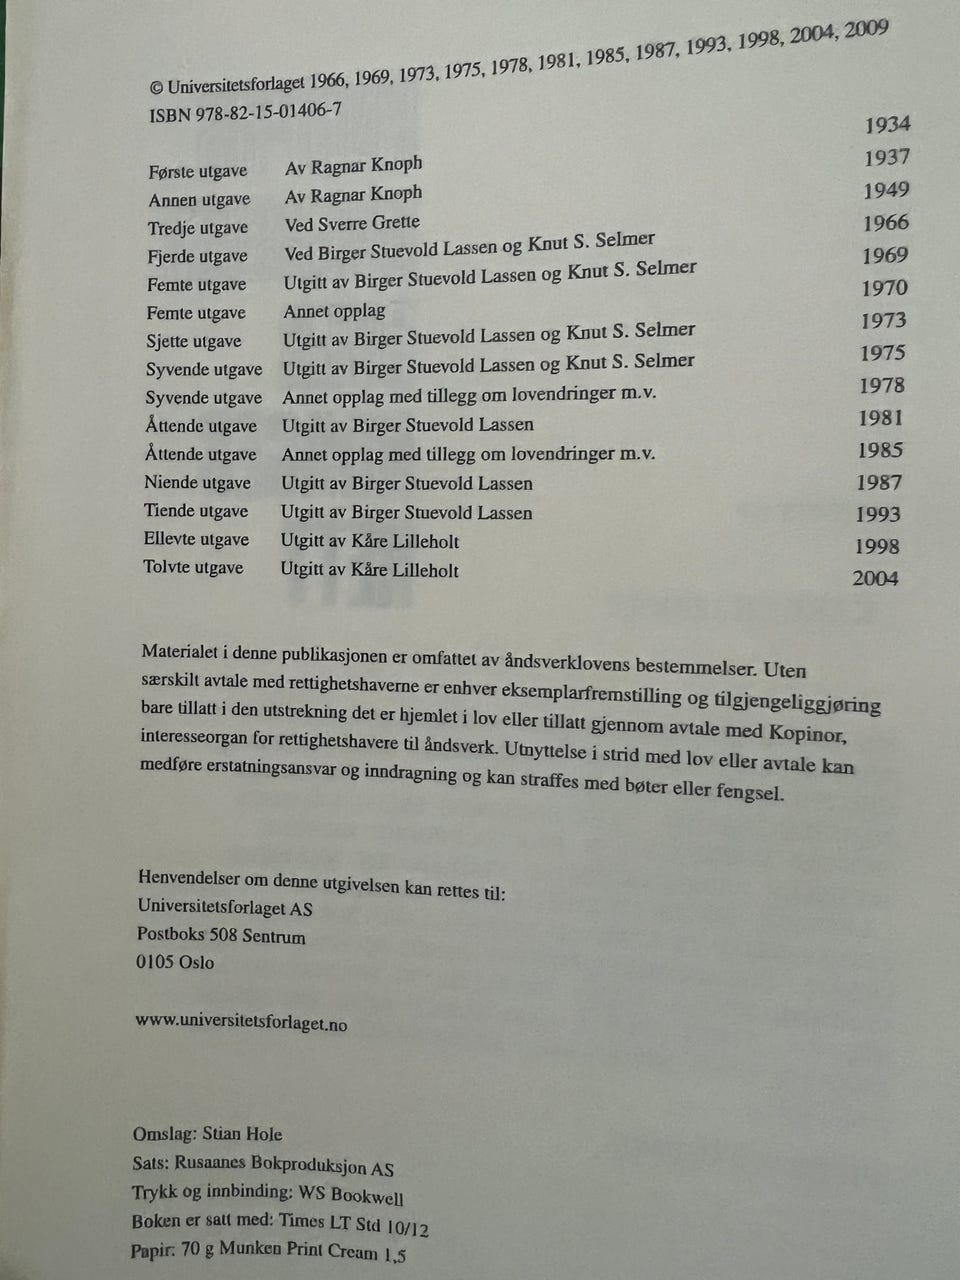 © Universitetsforlaget 1966, 1969, 1973, 1975, 1978, 1981, 1985, 1987, 1993, 1998, 2004, 2009
ISBN 978-82-15-01406-7
Første utgave Av Ragnar Knoph 1934
Annen utgave Av Ragnar Knoph 1937
Tredje utgave Ved Sverre Grette 1949
Fjerde utgave Ved Birger Stuevold Lassen og Knut S. Selmer 1966
Femte utgave Utgitt av Birger Stuevold Lassen og Knut S. Selmer 1969
Femte utgave Annet opplag 1970
Sjette utgave Utgitt av Birger Stuevold Lassen og Knut S. Selmer 1973
Syvende utgave Utgitt av Birger Stuevold Lassen og Knut S. Selmer 1975
Syvende utgave Annet opplag med tillegg om lovendringer m.v. 1978
Åttende utgave Utgitt av Birger Stuevold Lassen 1981
Åttende utgave Annet opplag med tillegg om lovendringer m.v. 1985
Niende utgave Utgitt av Birger Stuevold Lassen 1987
Tiende utgave Utgitt av Birger Stuevold Lassen 1993
Ellevte utgave Utgitt av Kåre Lilleholt 1998
Tolvte utgave Utgitt av Kåre Lilleholt 2004
Materialet i denne publikasjonen er omfattet av åndsverklovens bestemmelser. Uten
særskilt avtale med rettighetshaverne er enhver eksemplarfremstilling og tilgjengeliggjøring
bare tillatt i den utstrekning det er hjemlet i lov eller tillatt gjennom avtale med Kopinor,
interesseorgan for rettighetshavere til åndsverk. Utnyttelse i strid med lov eller avtale kan
medføre erstatningsansvar og inndragning og kan straffes med bøter eller fengsel.
Henvendelser om denne utgivelsen kan rettes til:
Universitetsforlaget AS
Postboks 508 Sentrum
0105 Oslo
www.universitetsforlaget.no
Omslag: Stian Hole
Sats: Rusaanes Bokproduksjon AS
Trykk og innbinding: WS Bookwell
Boken er satt med: Times LT Std 10/12
Papir: 70 g Munken Print Cream 1,5